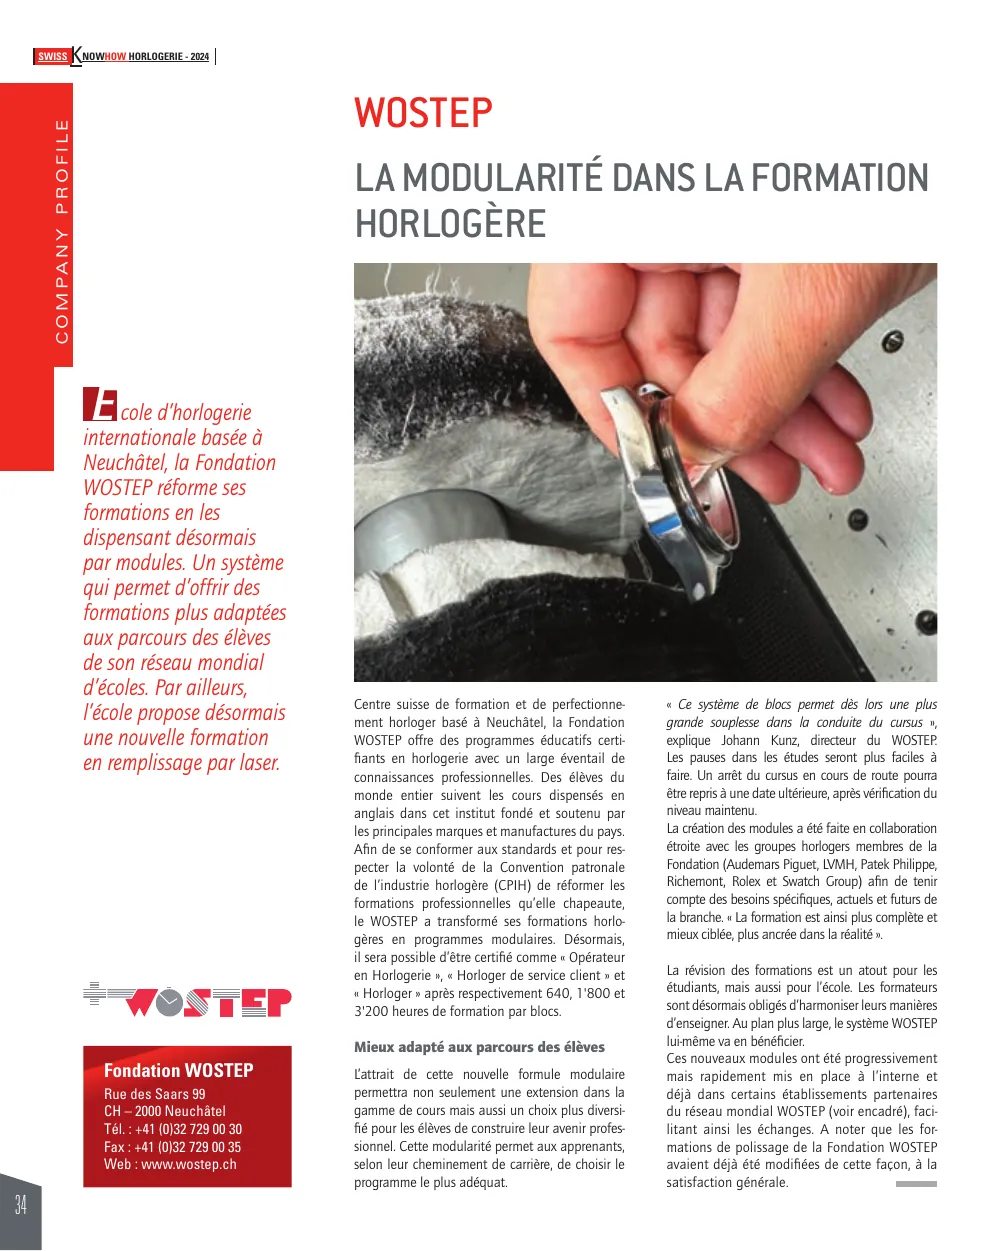 SWISS KNOWHOW HORLOGERIE - 2024
COMPANY PROFILE
WOSTEP
LA MODULARITÉ DANS LA FORMATION
HORLOGÈRE
Ecole d'horlogerie
internationale basée à
Neuchâtel, la Fondation
WOSTEP réforme ses
formations en les
dispensant désormais
par modules. Un système
qui permet d'offrir des
formations plus adaptées
aux parcours des élèves
de son réseau mondial
d'écoles. Par ailleurs,
l'école propose désormais
une nouvelle formation
en remplissage par laser.
WOSTEP
Fondation WOSTEP
Rue des Saars 99
CH – 2000 Neuchâtel
Tél. : +41 (0)32 729 00 30
Fax : +41 (0)32 729 00 35
Web : www.wostep.ch
Centre suisse de formation et de perfectionne-
ment horloger basé à Neuchâtel, la Fondation
WOSTEP offre des programmes éducatifs certi-
fiants en horlogerie avec un large éventail de
connaissances professionnelles. Des élèves du
monde entier suivent les cours dispensés en
anglais dans cet institut fondé et soutenu par
les principales marques et manufactures du pays.
Afin de se conformer aux standards et pour res-
pecter la volonté de la Convention patronale
de l'industrie horlogère (CPIH) de réformer les
formations professionnelles qu'elle chapeaute,
le WOSTEP a transformé ses formations horlo-
gères en programmes modulaires. Désormais,
il sera possible d'être certifié comme « Opérateur
en Horlogerie », « Horloger de service client » et
« Horloger » après respectivement 640, 1'800 et
3'200 heures de formation par blocs.
Mieux adapté aux parcours des élèves
L'attrait de cette nouvelle formule modulaire
permettra non seulement une extension dans la
gamme de cours mais aussi un choix plus diversi-
fié pour les élèves de construire leur avenir profes-
sionnel. Cette modularité permet aux apprenants,
selon leur cheminement de carrière, de choisir le
programme le plus adéquat.
« Ce système de blocs permet dès lors une plus
grande souplesse dans la conduite du cursus »,
explique Johann Kunz, directeur du WOSTEP.
Les pauses dans les études seront plus faciles à
faire. Un arrêt du cursus en cours de route pourra
être repris à une date ultérieure, après vérification du
niveau maintenu.
La création des modules a été faite en collaboration
étroite avec les groupes horlogers membres de la
Fondation (Audemars Piguet, LVMH, Patek Philippe,
Richemont, Rolex et Swatch Group) afin de tenir
compte des besoins spécifiques, actuels et futurs de
la branche. « La formation est ainsi plus complète et
mieux ciblée, plus ancrée dans la réalité ».
La révision des formations est un atout pour les
étudiants, mais aussi pour l'école. Les formateurs
sont désormais obligés d'harmoniser leurs manières
d'enseigner. Au plan plus large, le système WOSTEP
lui-même va en bénéficier.
Ces nouveaux modules ont été progressivement
mais rapidement mis en place à l'interne et
déjà dans certains établissements partenaires
du réseau mondial WOSTEP (voir encadré), faci-
litant ainsi les échanges. A noter que les for-
mations de polissage de la Fondation WOSTEP
avaient déjà été modifiées de cette façon, à la
satisfaction générale.
34